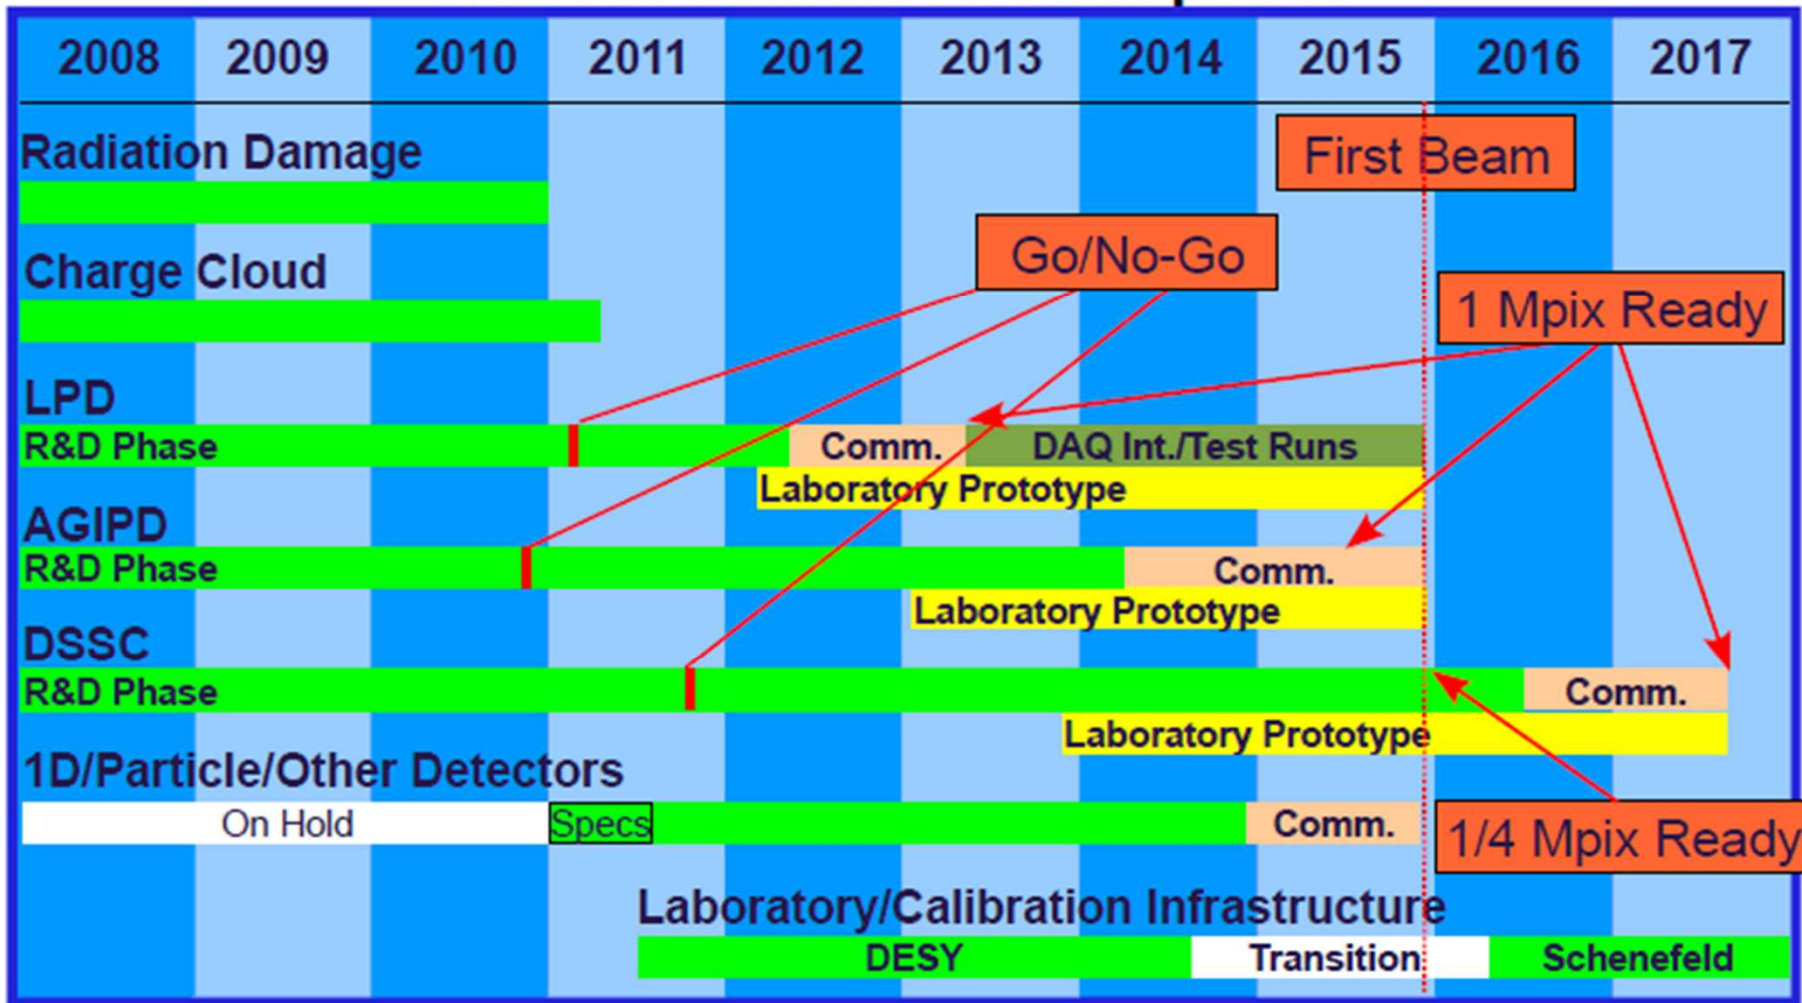 2008 2009 2010 2011 2012 2013 2014 2015 2016 2017
Radiation Damage
First Beam
Go/No-Go
Charge Cloud
1 Mpix Ready
LPD
R&D Phase Comm. DAQ Int./Test Runs
Laboratory Prototype
AGIPD
R&D Phase Comm.
Laboratory Prototype
DSSC
R&D Phase Comm.
Laboratory Prototype
1D/Particle/Other Detectors
On Hold Specs Comm.
1/4 Mpix Ready
Laboratory/Calibration Infrastructure
DESY Transition Schenefeld